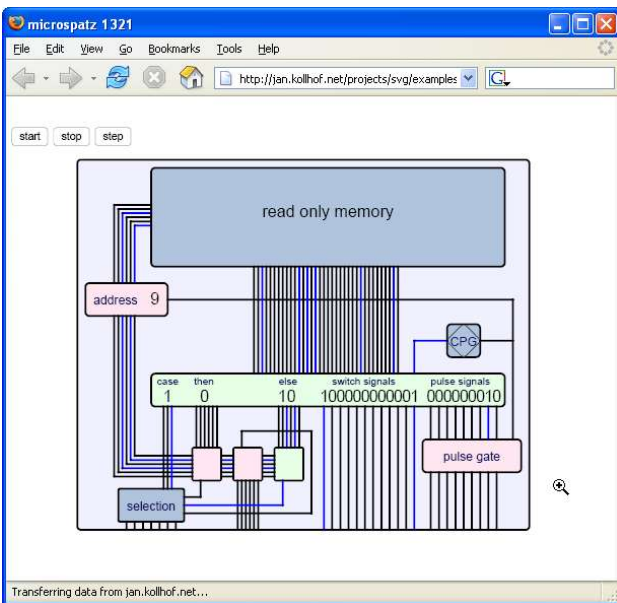 microspatz 1321
File Edit View Go Bookmarks Tools Help
http://jan.kollhof.net/projects/svg/examples G
start stop step
read only memory
address 9
CPG
case then else switch signals pulse signals
1 0 10 100000000001 000000010
pulse gate
selection
Transferring data from jan.kollhof.net...